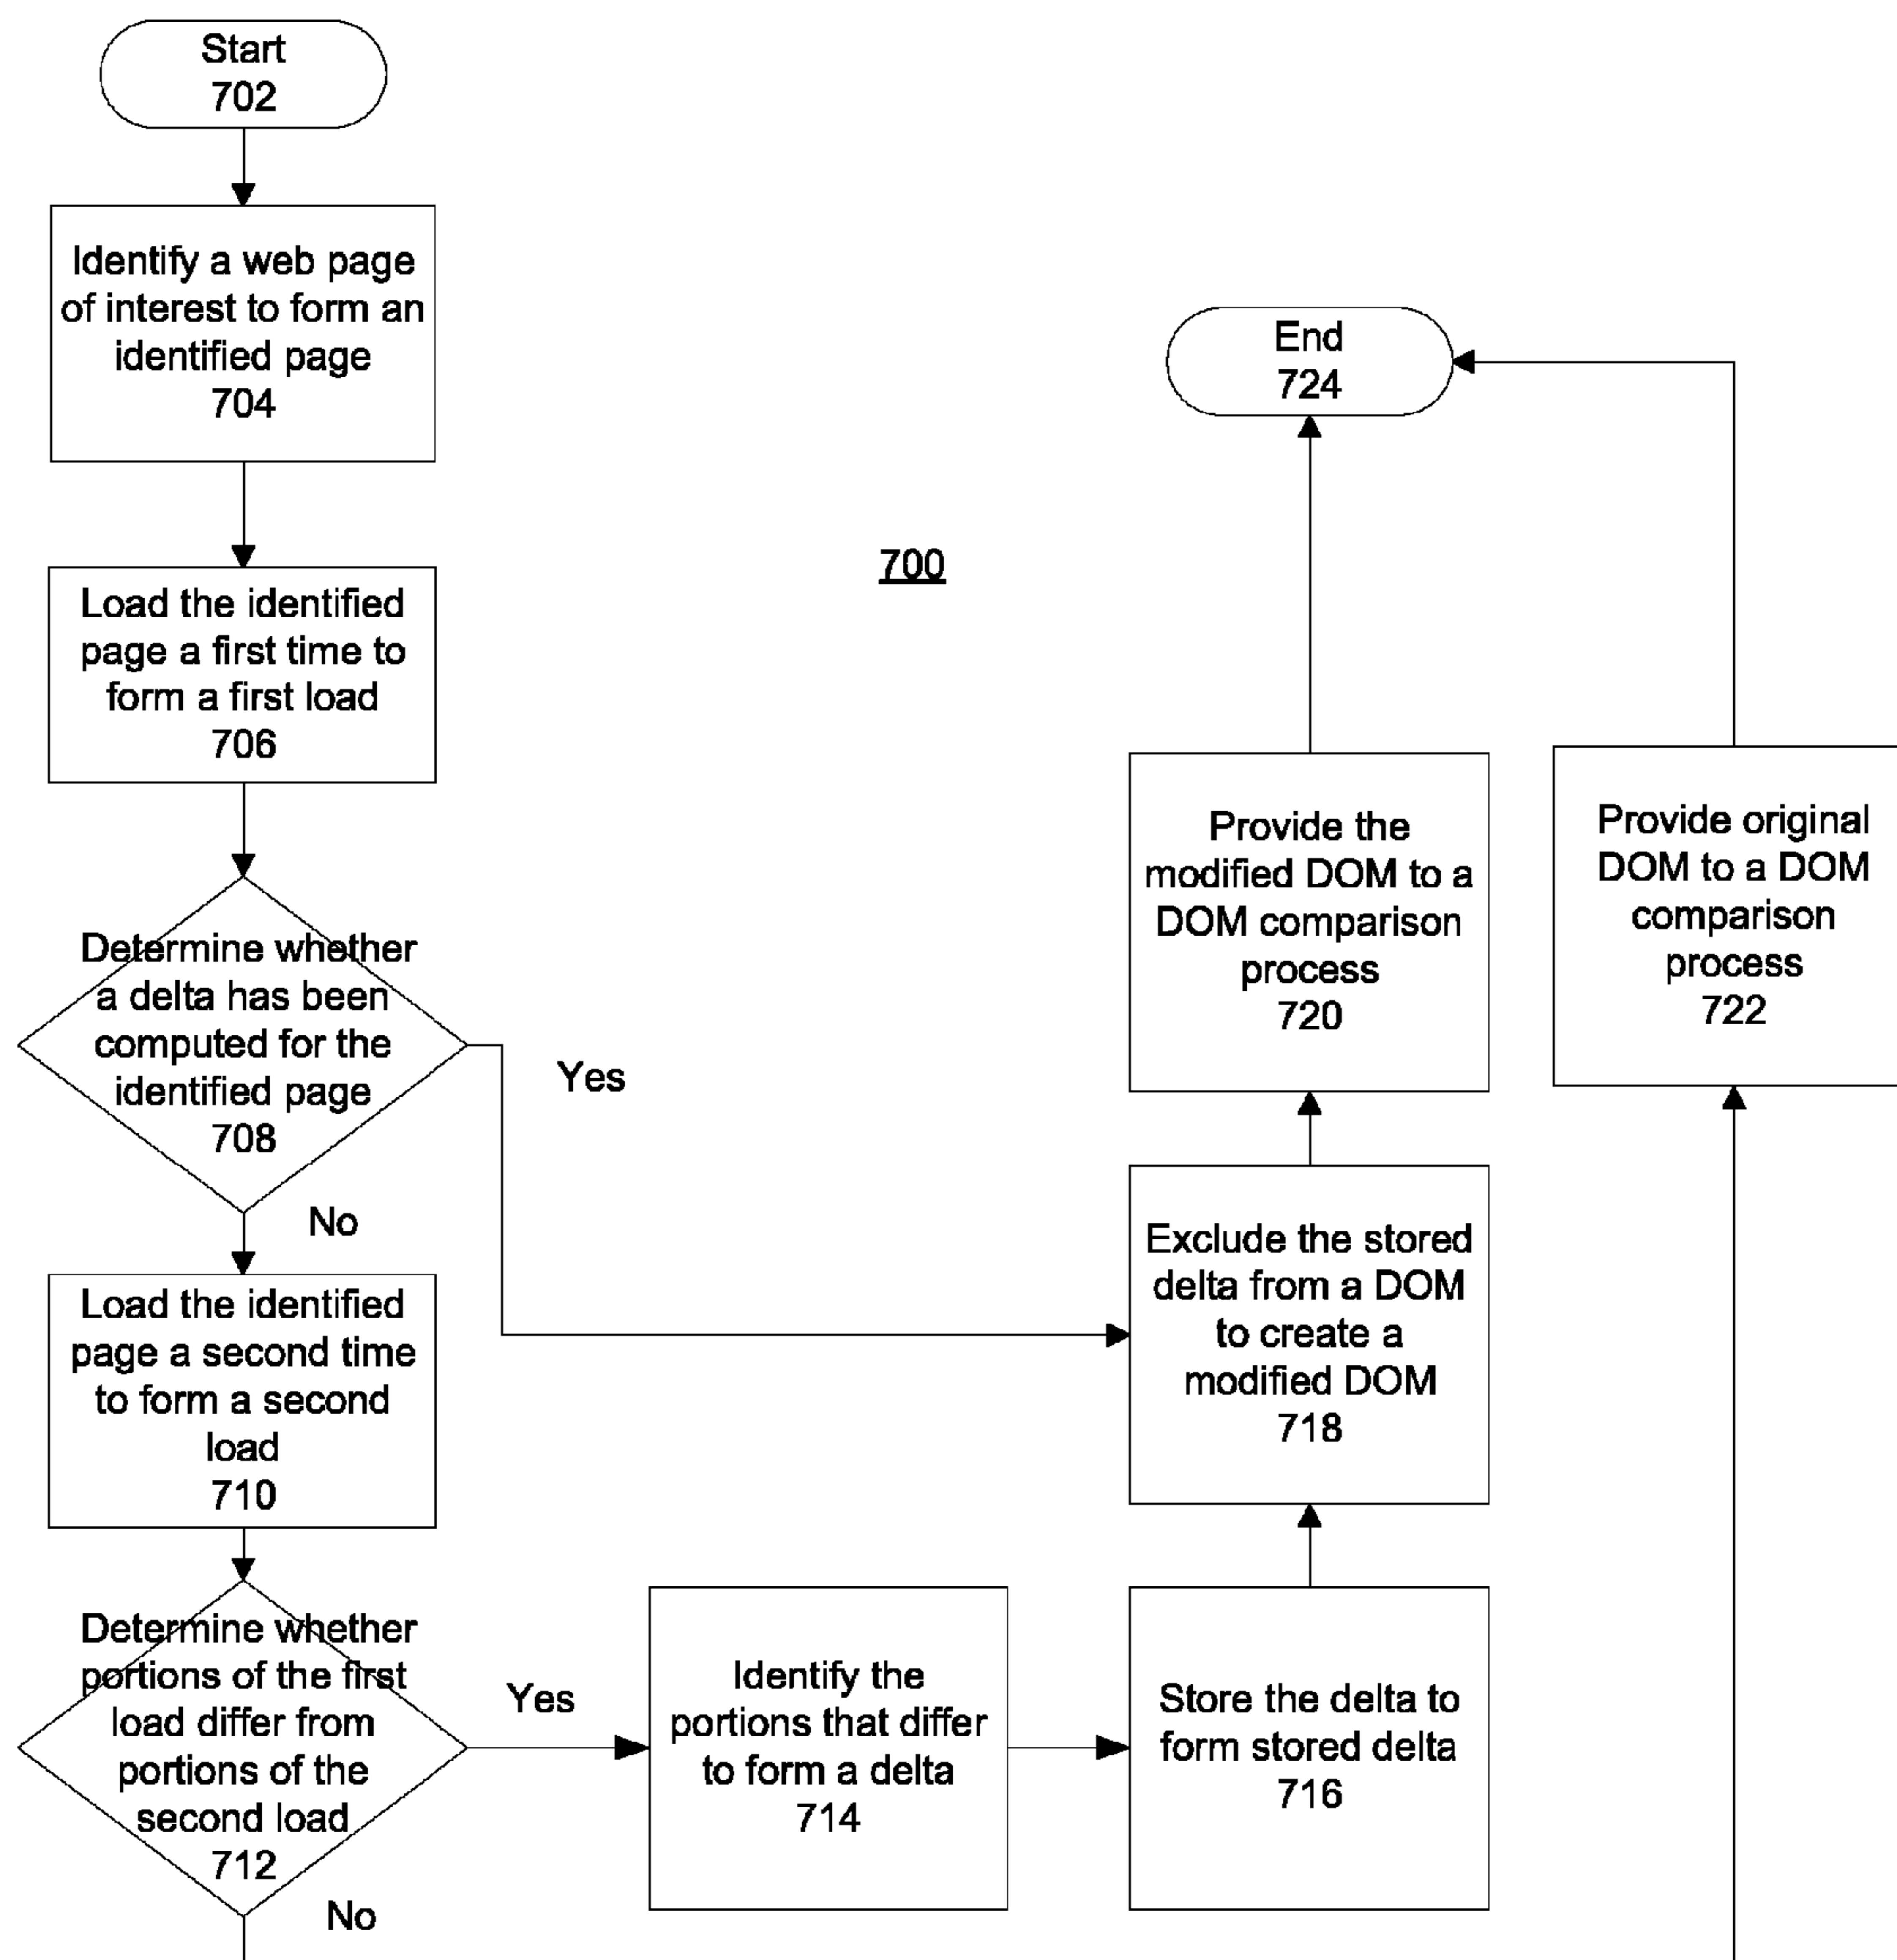 Start
702
Identify a web page
of interest to form an
identified page
704
Load the identified
page a first time to
form a first load
706
Determine whether
a delta has been
computed for the
identified page
708
Yes
No
Load the identified
page a second time
to form a second
load
710
Determine whether
portions of the first
load differ from
portions of the
second load
712
Yes
No
Identify the
portions that differ
to form a delta
714
Store the delta to
form stored delta
716
Exclude the stored
delta from a DOM
to create a
modified DOM
718
Provide the
modified DOM to a
DOM comparison
process
720
Provide original
DOM to a DOM
comparison
process
722
End
724
700